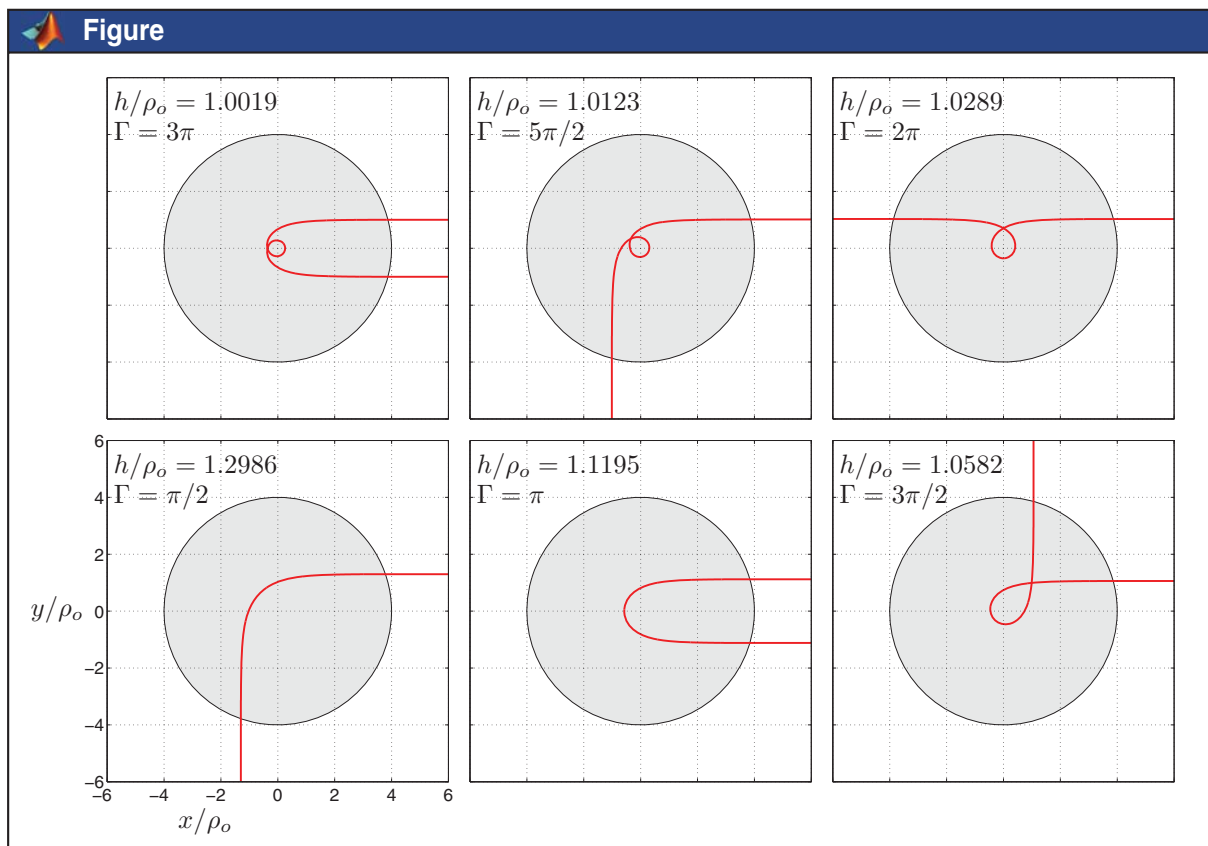 Figure
h/ρₒ = 1.0019
Γ = 3π
h/ρₒ = 1.0123
Γ = 5π/2
h/ρₒ = 1.0289
Γ = 2π
h/ρₒ = 1.2986
Γ = π/2
h/ρₒ = 1.1195
Γ = π
h/ρₒ = 1.0582
Γ = 3π/2
6
4
2
y/ρₒ 0
−2
−4
−6
−6 −4 −2 0 2 4 6
x/ρₒ